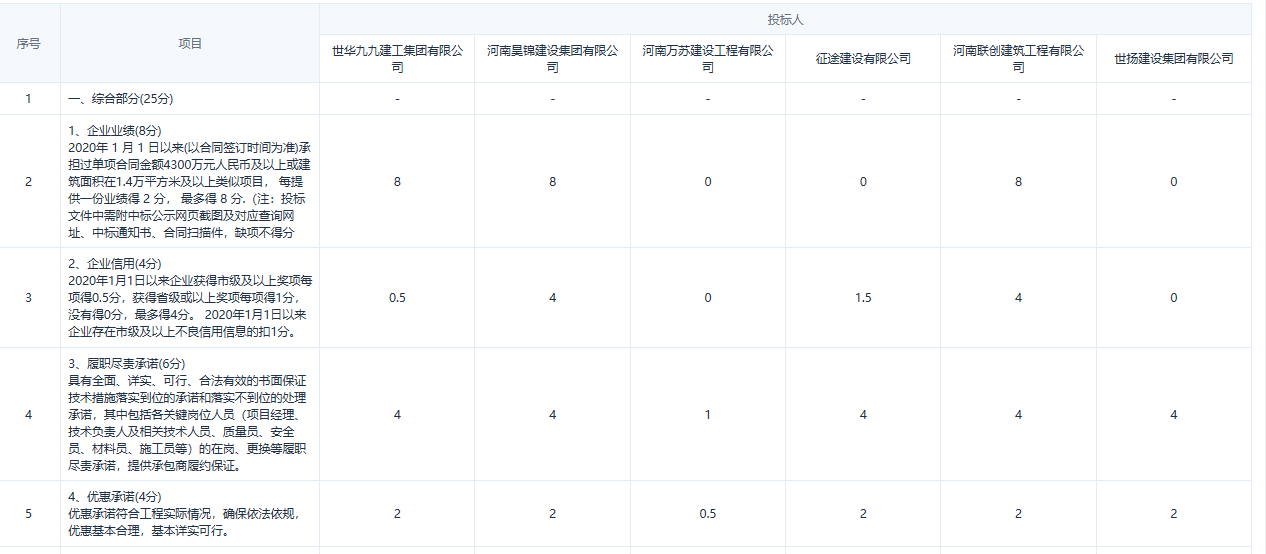 序号
项目
投标人
世华九九建工集团有限公
司
河南昊锦建设集团有限公
司
河南万苏建设工程有限公
司
征途建设有限公司
河南联创建筑工程有限公
司
世扬建设集团有限公司
1
一、综合部分(25分)
-
-
-
-
-
-
2
1、企业业绩(8分)
2020年 1 月 1 日以来(以合同签订时间为准)承
担过单项合同金额4300万元人民币及以上或建
筑面积在1.4万平方米及以上类似项目， 每提
供一份业绩得 2 分， 最多得 8 分.（注：投标
文件中需附中标公示网页截图及对应查询网
址、中标通知书、合同扫描件，缺项不得分
8
8
0
0
8
0
3
2、企业信用(4分)
2020年1月1日以来企业获得市级及以上奖项每
项得0.5分，获得省级或以上奖项每项得1分，
没有得0分，最多得4分。 2020年1月1日以来
企业存在市级及以上不良信用信息的扣1分。
0.5
4
0
1.5
4
0
4
3、履职尽责承诺(6分)
具有全面、详实、可行、合法有效的书面保证
技术措施落实到位的承诺和落实不到位的处理
承诺，其中包括各关键岗位人员（项目经理、
技术负责人及相关技术人员、质量员、安全
员、材料员、施工员等）的在岗、更换等履职
尽责承诺，提供承包商履约保证。
4
4
1
4
4
4
5
4、优惠承诺(4分)
优惠承诺符合工程实际情况，确保依法依规，
优惠基本合理，基本详实可行。
2
2
0.5
2
2
2